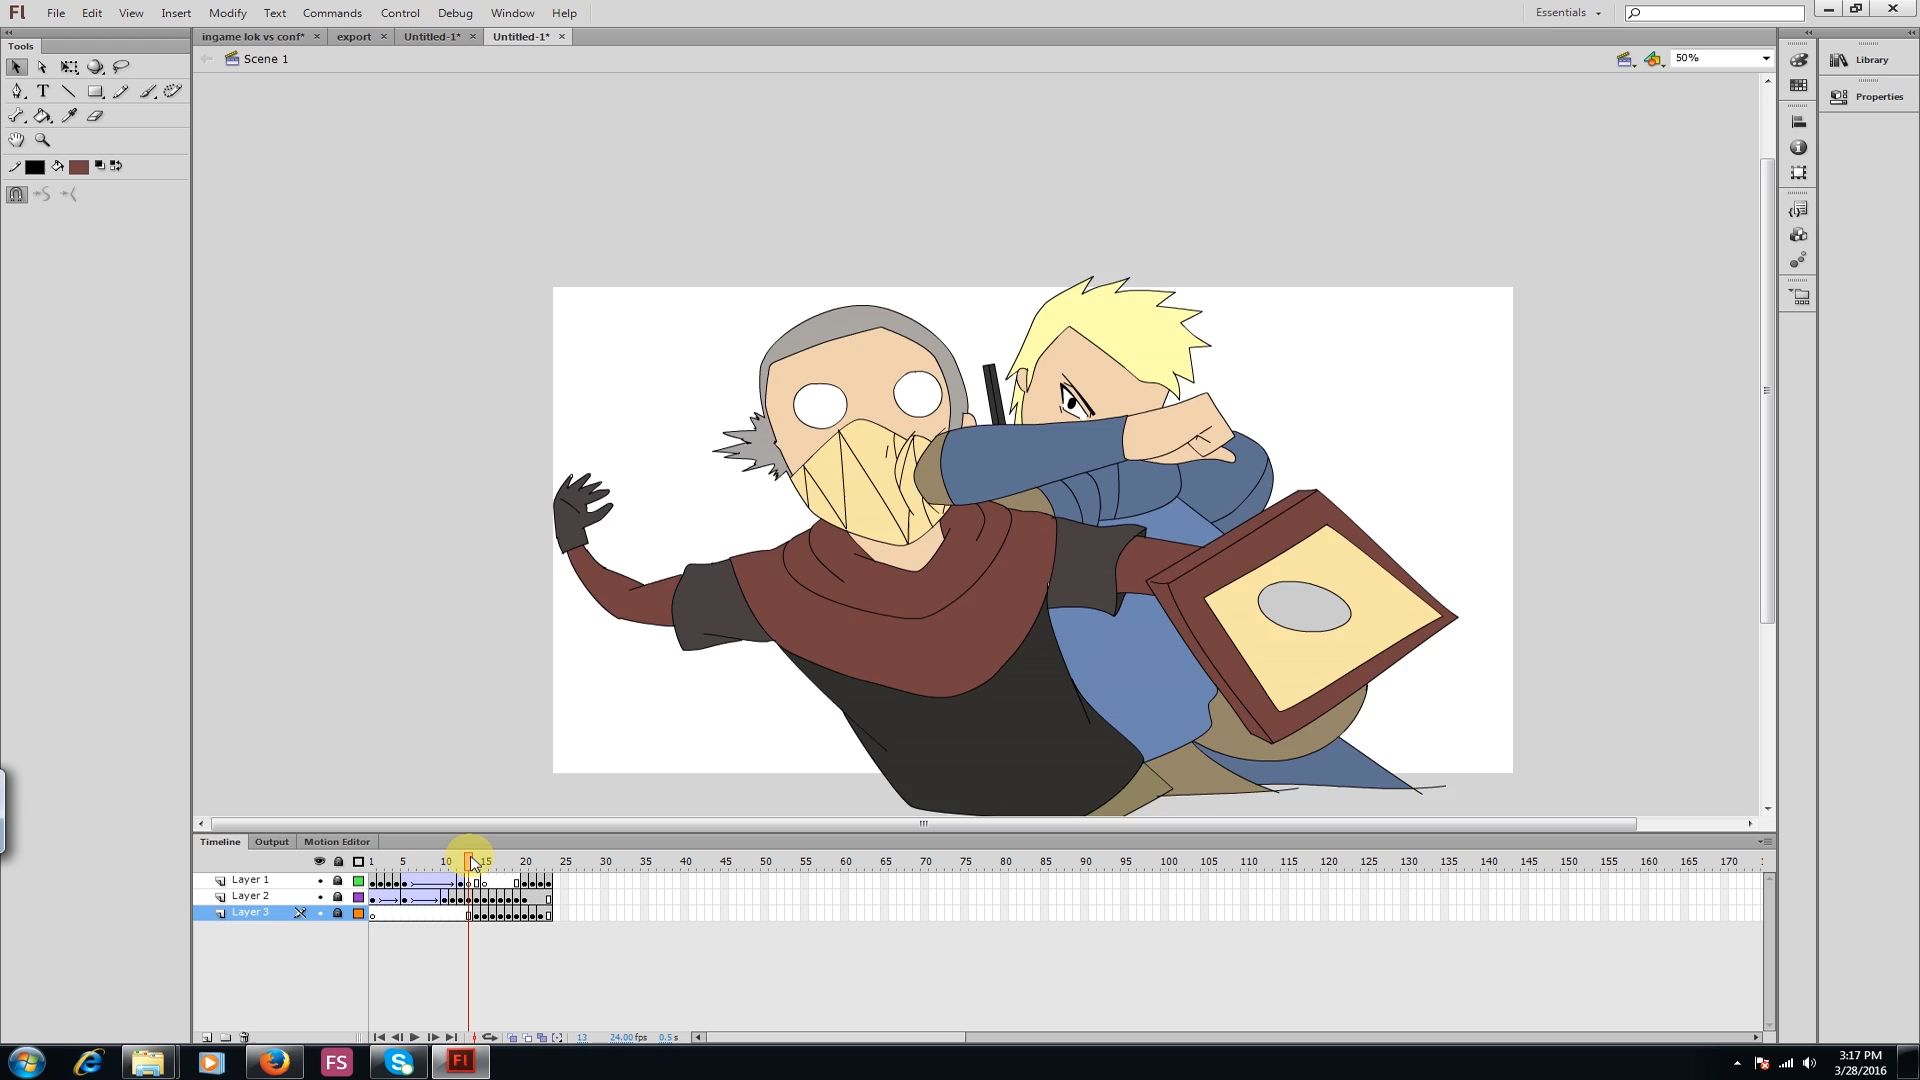 Fl File Edit View Insert Modify Text Commands Control Debug Window Help Essentials
Tools
ingame lok vs conf* × export × Untitled-1* × Untitled-1* ×
Scene 1 50%
Library
Properties
Timeline Output Motion Editor
1 5 10 15 20 25 30 35 40 45 50 55 60 65 70 75 80 85 90 95 100 105 110 115 120 125 130 135 140 145 150 155 160 165 170
Layer 1
Layer 2
Layer 3
13 24.00 fps 0.5 s
FS Fl
3:17 PM
3/28/2016